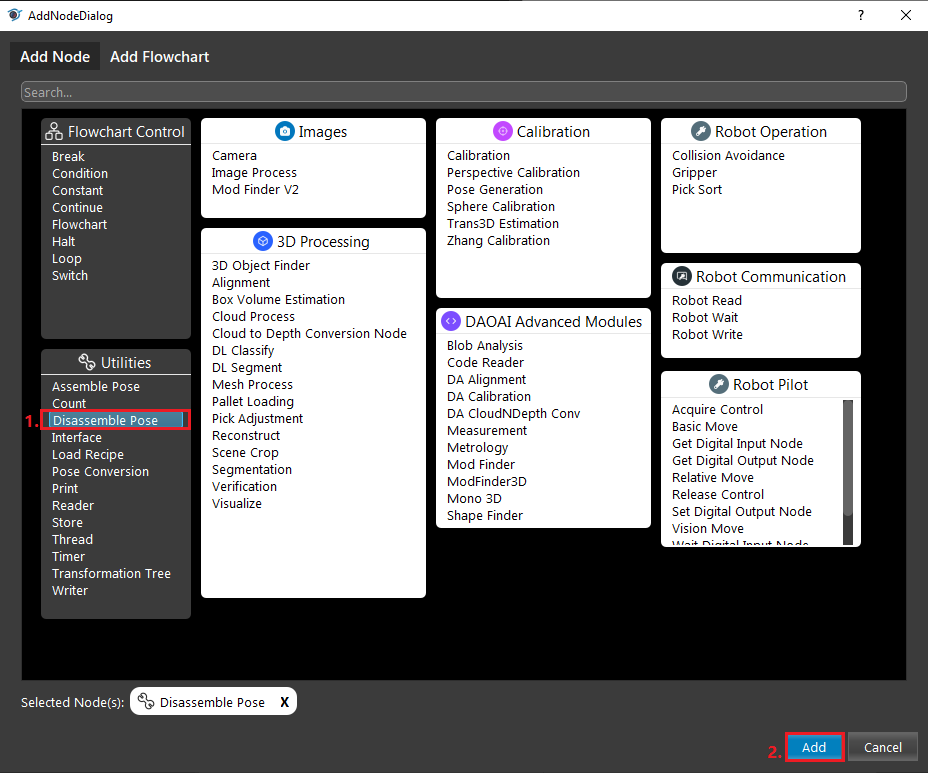 AddNodeDialog
?
Add Node
Add Flowchart
Search...
Flowchart Control
Break
Condition
Constant
Continue
Flowchart
Halt
Loop
Switch
Utilities
Assemble Pose
Count
1.
Disassemble Pose
Interface
Load Recipe
Pose Conversion
Print
Reader
Store
Thread
Timer
Transformation Tree
Writer
Images
Camera
Image Process
Mod Finder V2
3D Processing
3D Object Finder
Alignment
Box Volume Estimation
Cloud Process
Cloud to Depth Conversion Node
DL Classify
DL Segment
Mesh Process
Pallet Loading
Pick Adjustment
Reconstruct
Scene Crop
Segmentation
Verification
Visualize
Calibration
Calibration
Perspective Calibration
Pose Generation
Sphere Calibration
Trans3D Estimation
Zhang Calibration
DAOAI Advanced Modules
Blob Analysis
Code Reader
DA Alignment
DA Calibration
DA CloudNDepth Conv
Measurement
Metrology
Mod Finder
ModFinder3D
Mono 3D
Shape Finder
Robot Operation
Collision Avoidance
Gripper
Pick Sort
Robot Communication
Robot Read
Robot Wait
Robot Write
Robot Pilot
Acquire Control
Basic Move
Get Digital Input Node
Get Digital Output Node
Relative Move
Release Control
Set Digital Output Node
Vision Move
Wait Digital Input Node
Selected Node(s):
Disassemble Pose X
2.
Add
Cancel